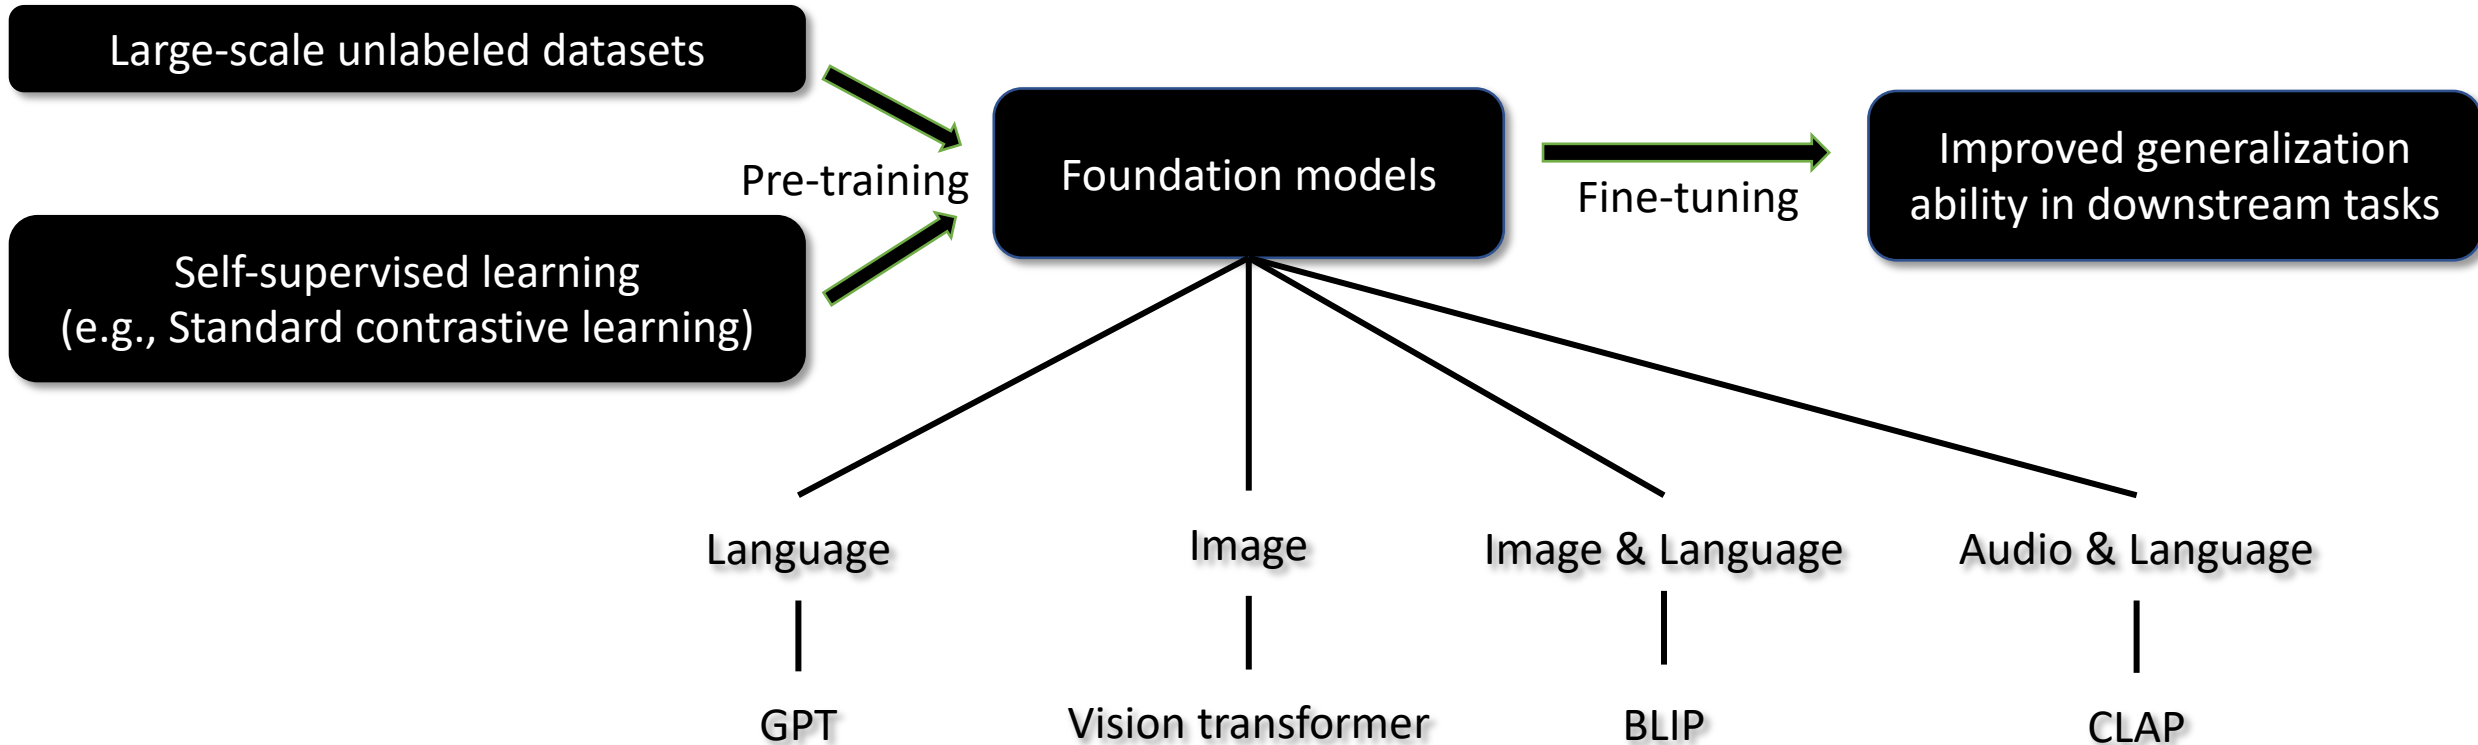 Large-scale unlabeled datasets
Self-supervised learning
(e.g., Standard contrastive learning)
Pre-training
Foundation models
Fine-tuning
Improved generalization
ability in downstream tasks
Language
Image
Image & Language
Audio & Language
GPT
Vision transformer
BLIP
CLAP